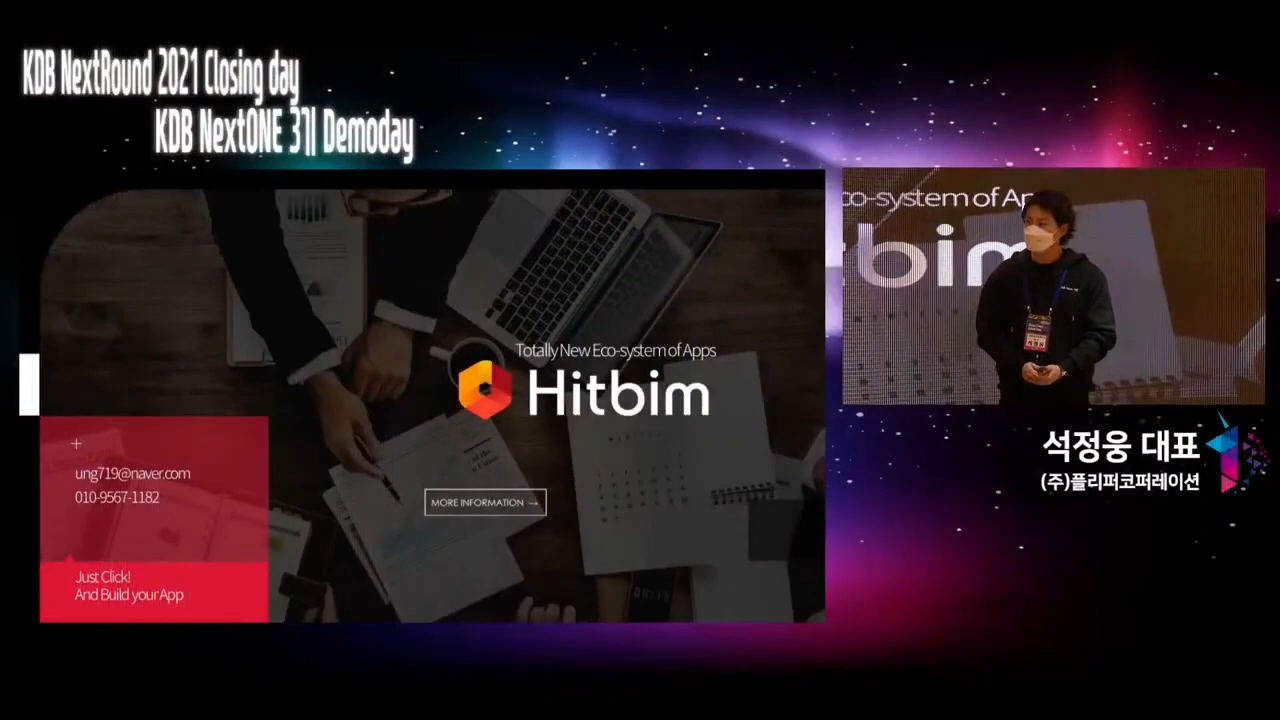 KDB NextRound 2021 Closing day
KDB NextONE 3기 Demoday
Totally New Eco-system of Apps
Hitbim
MORE INFORMATION →
+
ung719@naver.com
010-9567-1182
Just Click!
And Build your App
co-system of Ap
tbim
석정웅 대표
(주)플리퍼코퍼레이션